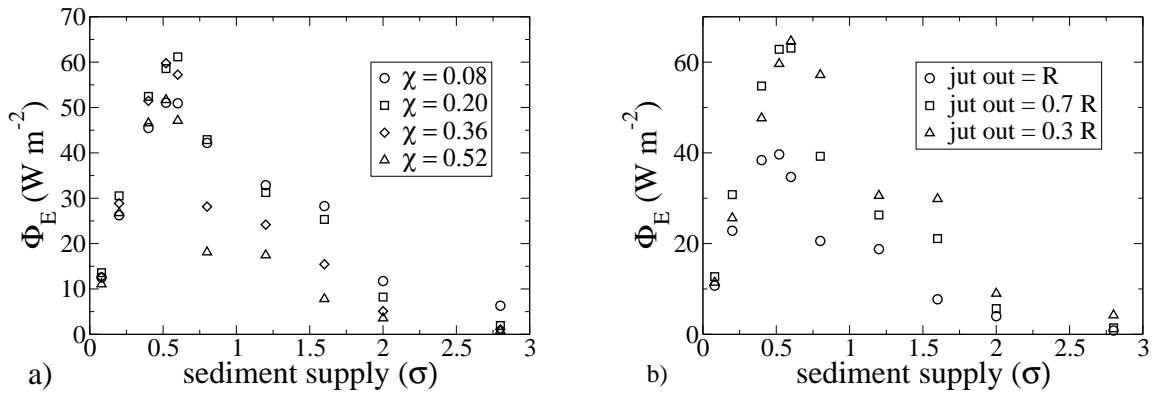 70
60
50
40
30
20
10
0
Φ_E (W m⁻²)
χ = 0.08
χ = 0.20
χ = 0.36
χ = 0.52
0 0.5 1 1.5 2 2.5 3
sediment supply (σ)
a)
60
40
20
0
Φ_E (W m⁻²)
jut out = R
jut out = 0.7 R
jut out = 0.3 R
0 0.5 1 1.5 2 2.5 3
sediment supply (σ)
b)